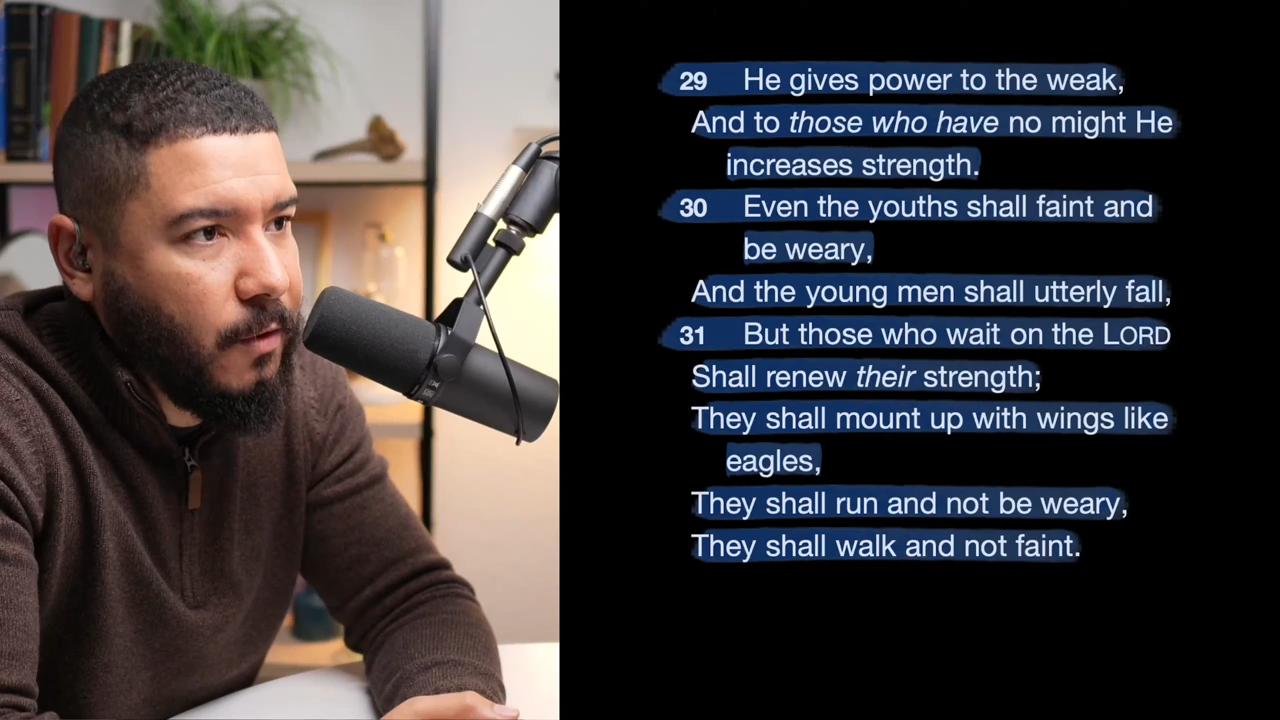 29 He gives power to the weak,
And to those who have no might He
increases strength.
30 Even the youths shall faint and
be weary,
And the young men shall utterly fall,
31 But those who wait on the LORD
Shall renew their strength;
They shall mount up with wings like
eagles,
They shall run and not be weary,
They shall walk and not faint.